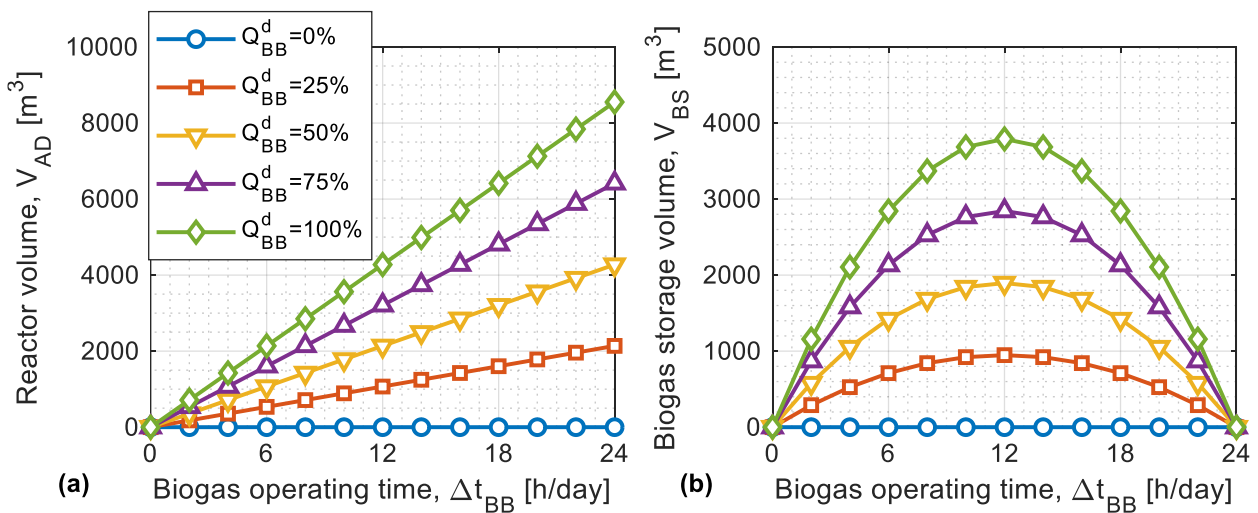 Reactor volume, V_AD [m³]
10000
8000
6000
4000
2000
0
Q^d_BB=0%
Q^d_BB=25%
Q^d_BB=50%
Q^d_BB=75%
Q^d_BB=100%
0 6 12 18 24
(a) Biogas operating time, Δt_BB [h/day]
Biogas storage volume, V_BS [m³]
5000
4000
3000
2000
1000
0
0 6 12 18 24
(b) Biogas operating time, Δt_BB [h/day]